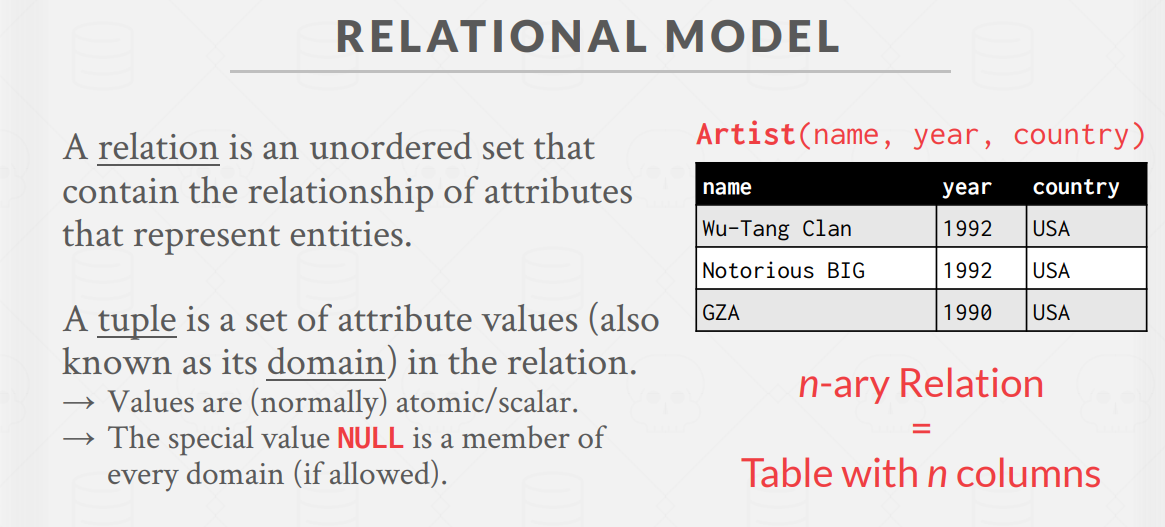 RELATIONAL MODEL
A relation is an unordered set that
contain the relationship of attributes
that represent entities.
A tuple is a set of attribute values (also
known as its domain) in the relation.
→ Values are (normally) atomic/scalar.
→ The special value NULL is a member of
every domain (if allowed).
Artist(name, year, country)
name year country
Wu-Tang Clan 1992 USA
Notorious BIG 1992 USA
GZA 1990 USA
n-ary Relation
=
Table with n columns